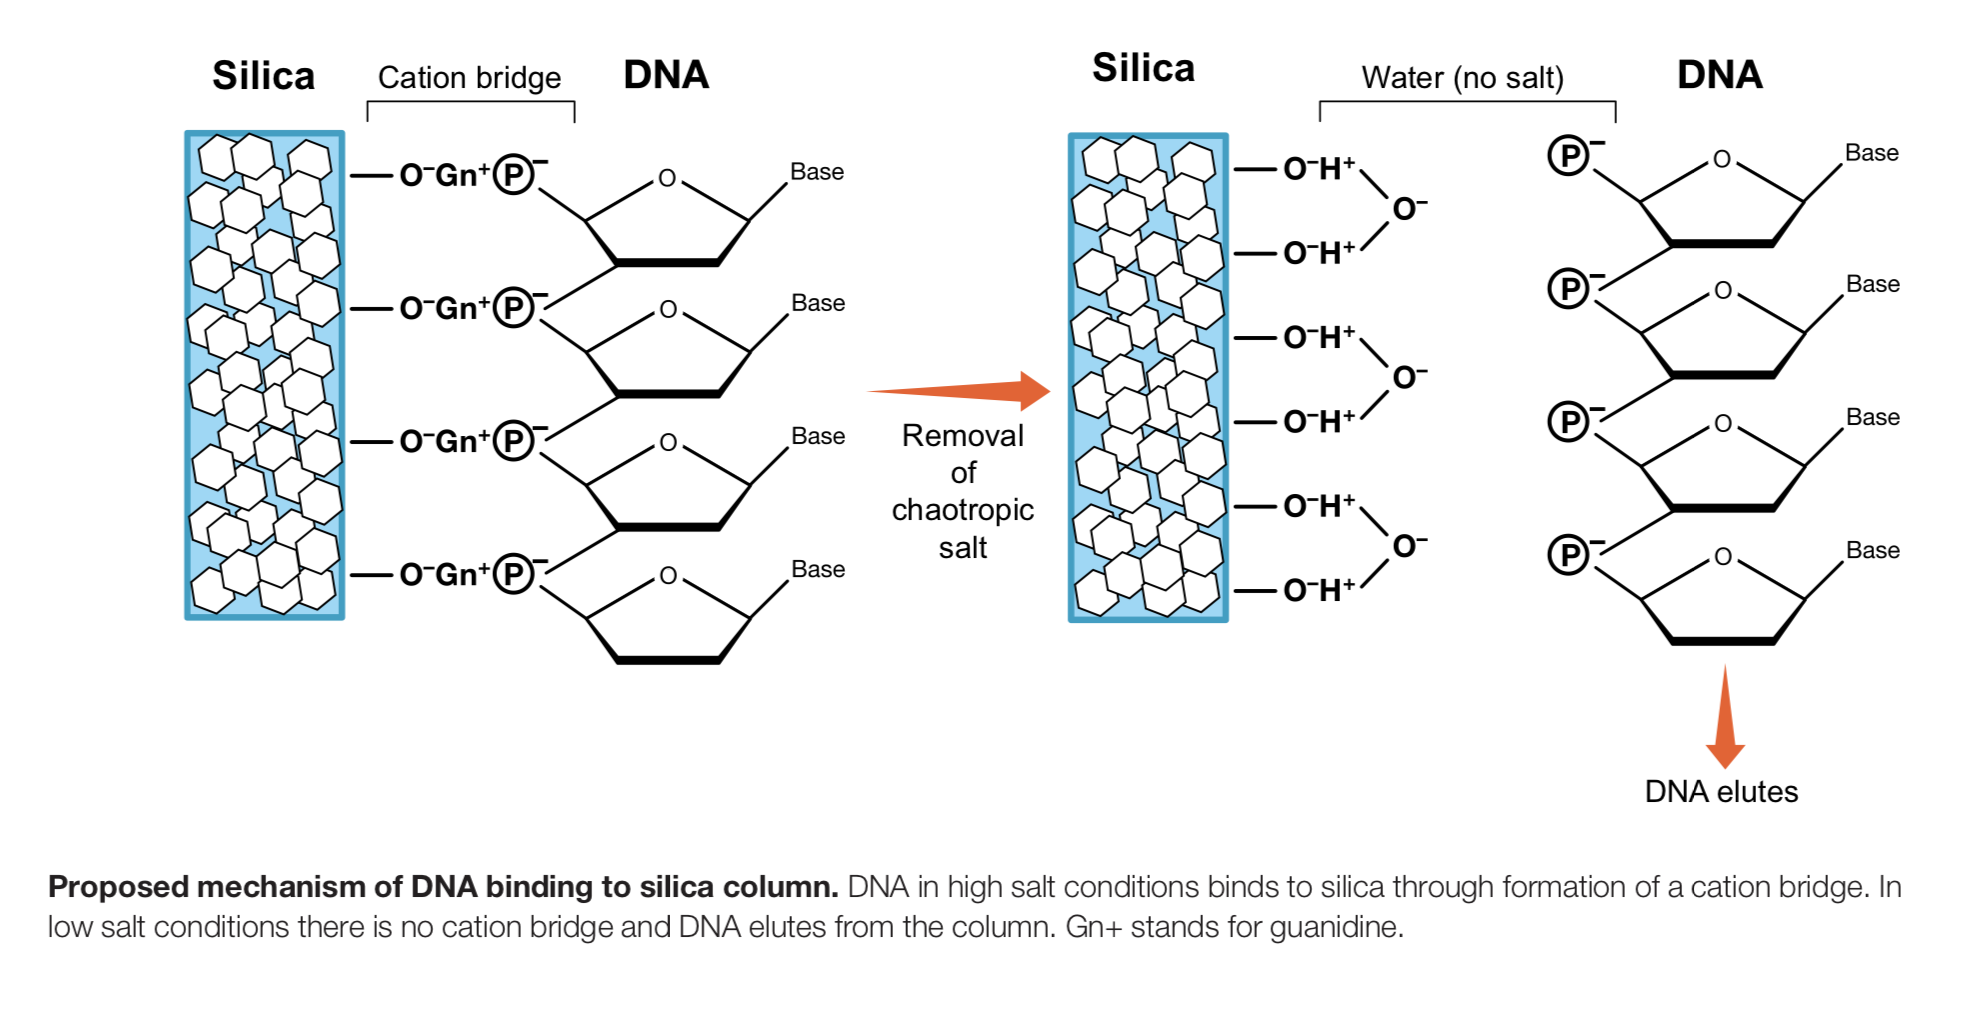 Silica
Cation bridge
DNA
O⁻Gn⁺ P⁻
O
Base
O⁻Gn⁺ P⁻
O
Base
O⁻Gn⁺ P⁻
O
Base
O⁻Gn⁺ P⁻
O
Base
Removal
of
chaotropic
salt
Silica
Water (no salt)
DNA
O⁻H⁺
O⁻
O⁻H⁺
O⁻H⁺
O⁻
O⁻H⁺
O⁻H⁺
O⁻
O⁻H⁺
P⁻
O
Base
P⁻
O
Base
P⁻
O
Base
P⁻
O
Base
DNA elutes
Proposed mechanism of DNA binding to silica column. DNA in high salt conditions binds to silica through formation of a cation bridge. In
low salt conditions there is no cation bridge and DNA elutes from the column. Gn+ stands for guanidine.